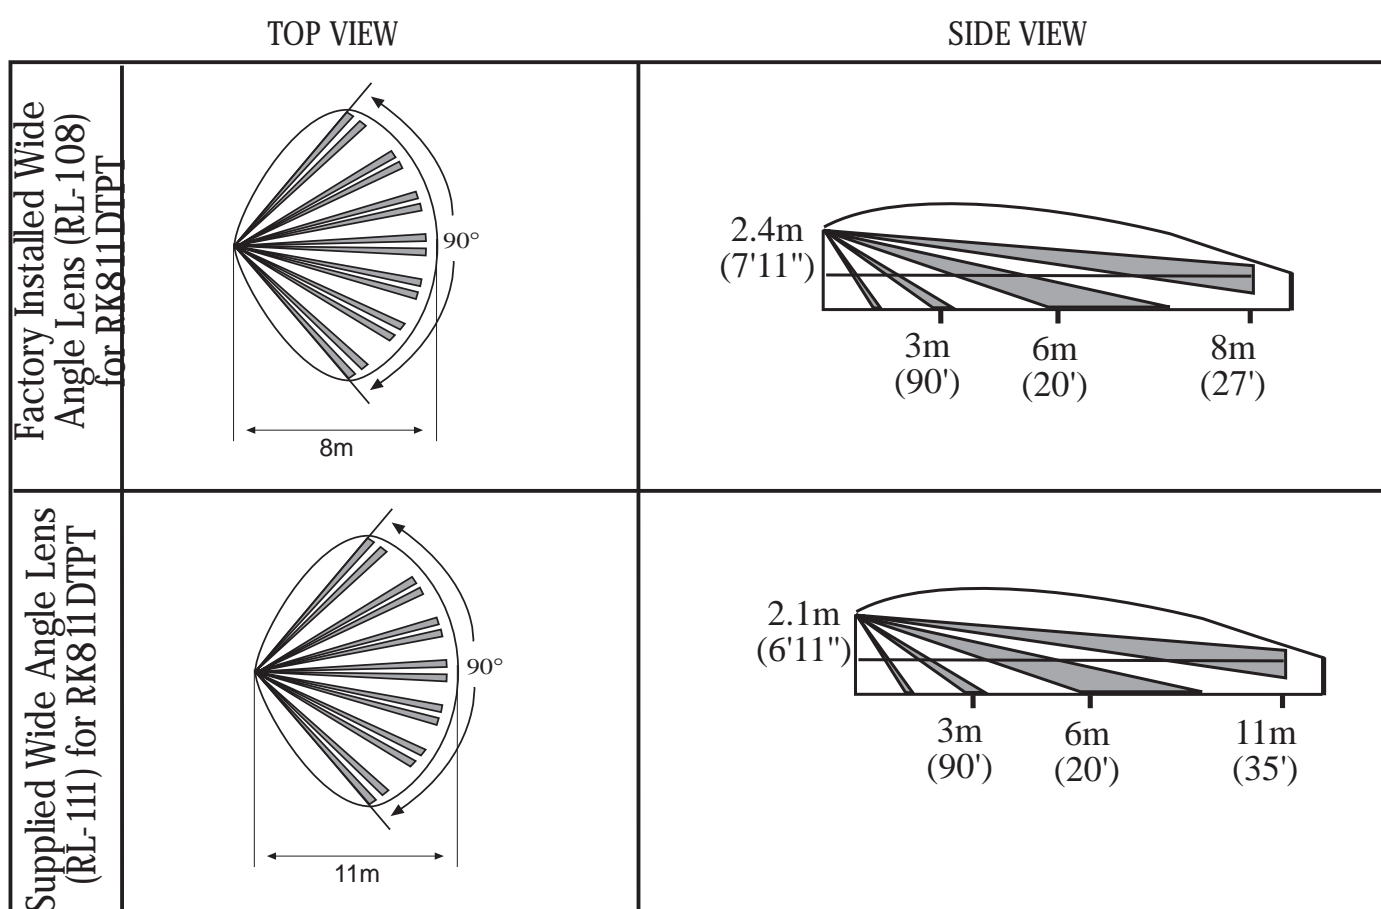 TOP VIEW
SIDE VIEW
Factory Installed Wide
Angle Lens (RL-108)
for RK811DTPT
90°
8m
2.4m
(7'11")
3m
(90')
6m
(20')
8m
(27')
Supplied Wide Angle Lens
(RL-111) for RK811DTPT
90°
11m
2.1m
(6'11")
3m
(90')
6m
(20')
11m
(35')